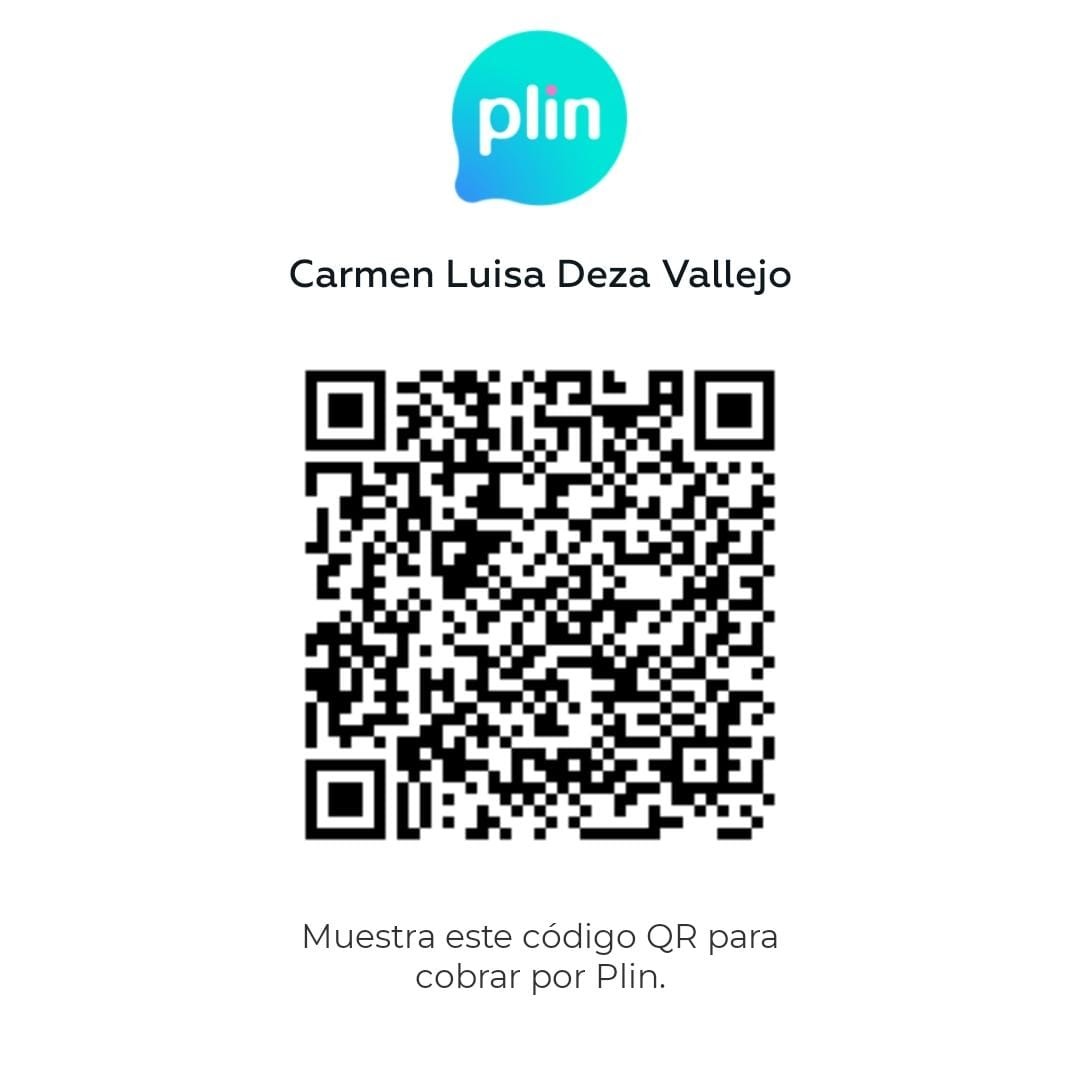 plin
Carmen Luisa Deza Vallejo
Muestra este código QR para
cobrar por Plin.